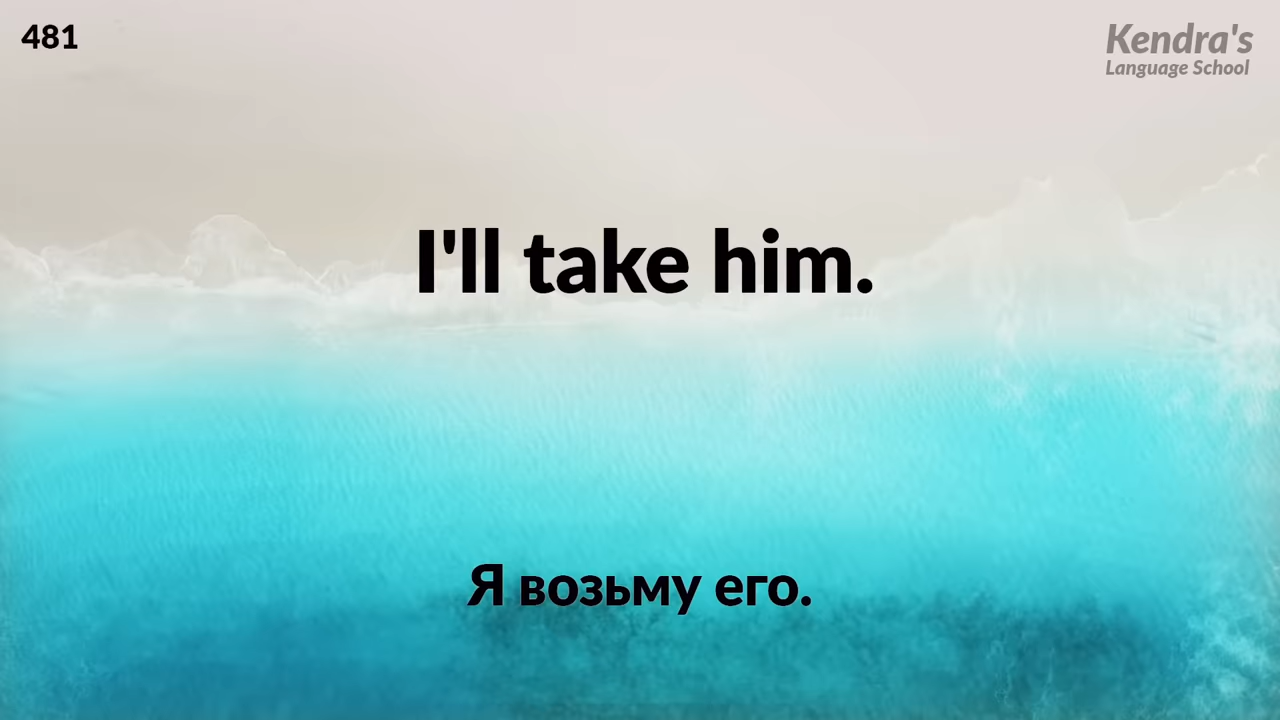 481
Kendra's
Language School
I'll take him.
Я возьму его.